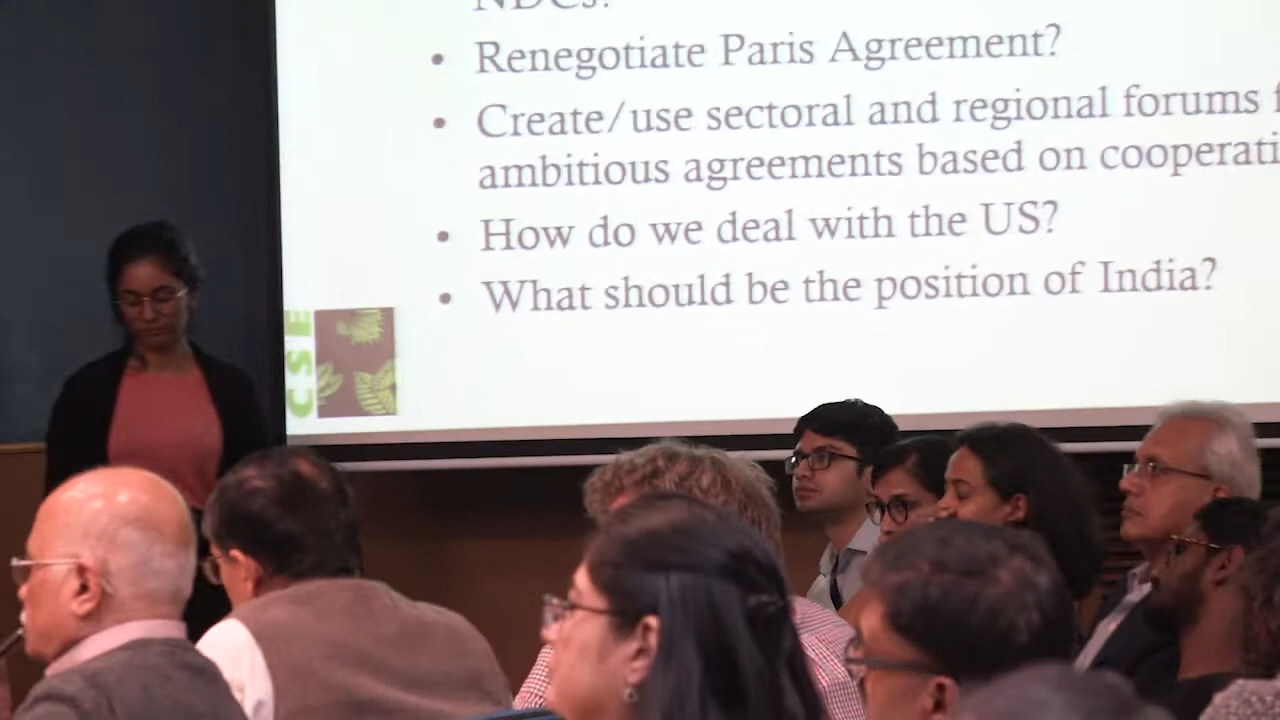 NDCs?
• Renegotiate Paris Agreement?
• Create/use sectoral and regional forums
ambitious agreements based on cooperati
• How do we deal with the US?
• What should be the position of India?
CSE